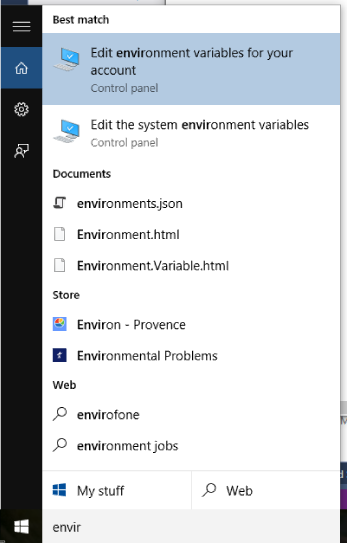 Best match
Edit environment variables for your
account
Control panel
Edit the system environment variables
Control panel
Documents
environments.json
Environment.html
Environment.Variable.html
Store
Environ - Provence
Environmental Problems
Web
envirofone
environment jobs
My stuff
Web
envir